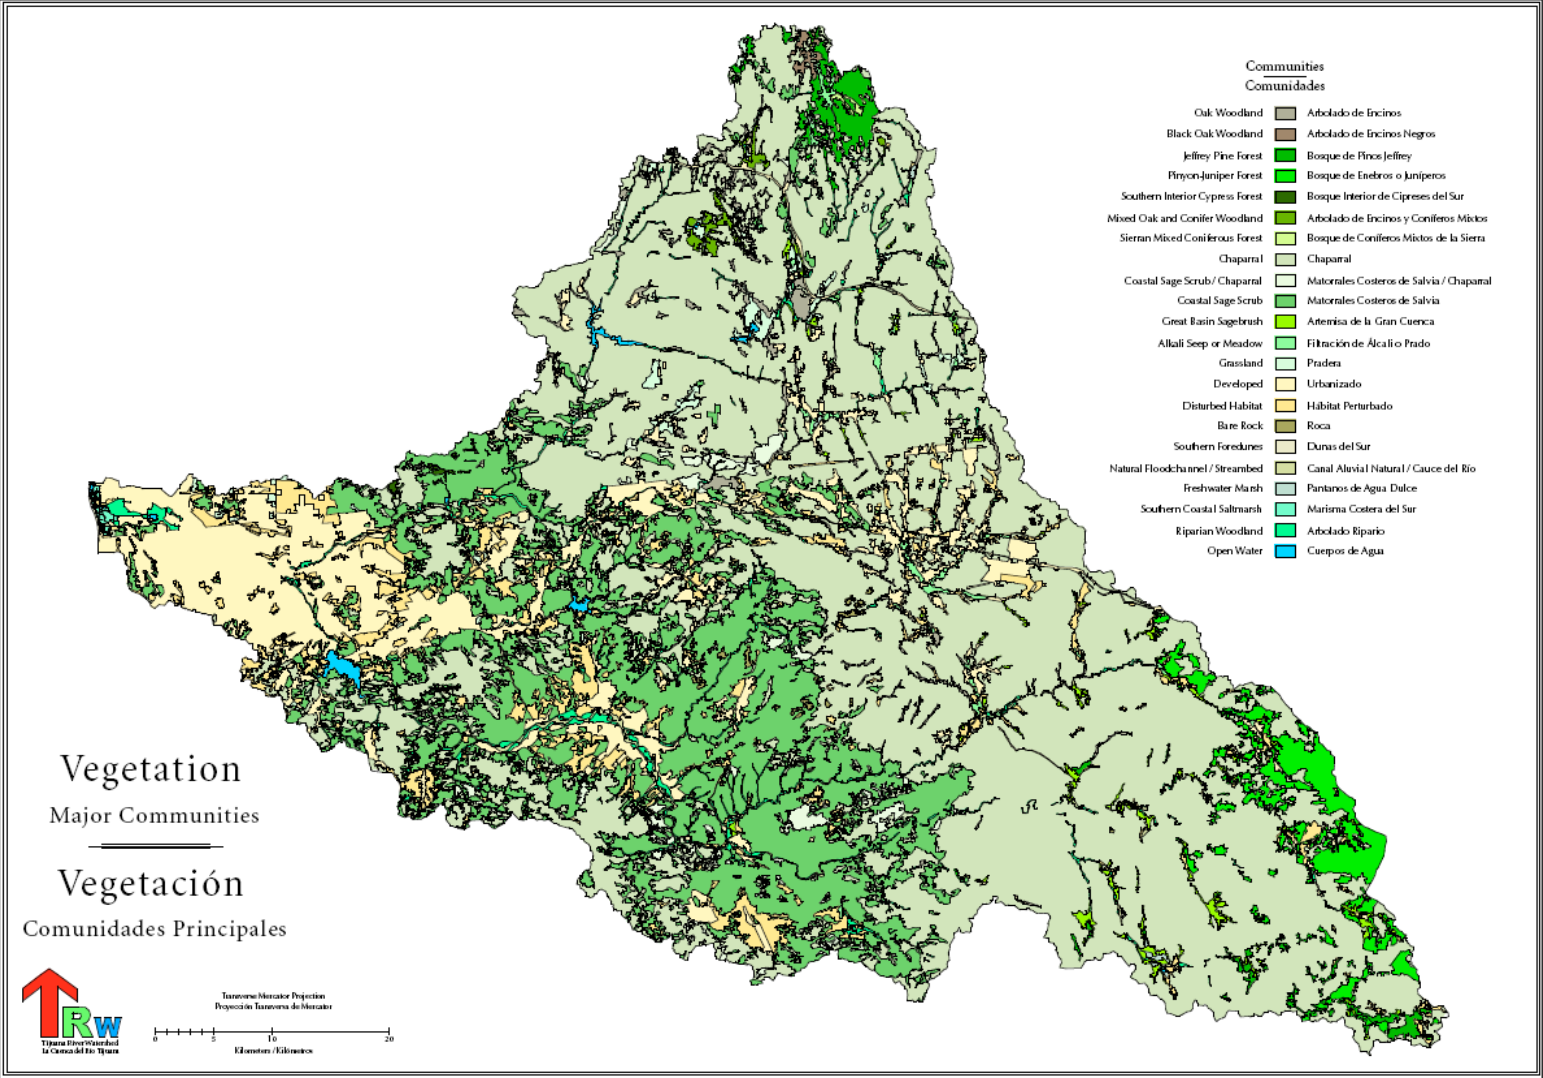 Communities
Comunidades
Oak Woodland Arbolado de Encinos
Black Oak Woodland Arbolado de Encinos Negros
Jeffrey Pine Forest Bosque de Pinos Jeffrey
Pinyon-Juniper Forest Bosque de Enebros o Juníperos
Southern Interior Cypress Forest Bosque Interior de Cipreses del Sur
Mixed Oak and Conifer Woodland Arbolado de Encinos y Coníferos Mixtos
Sierran Mixed Coniferous Forest Bosque de Coníferos Mixtos de la Sierra
Chaparral Chaparral
Coastal Sage Scrub / Chaparral Matorrales Costeros de Salvia / Chaparral
Coastal Sage Scrub Matorrales Costeros de Salvia
Great Basin Sagebrush Artemisa de la Gran Cuenca
Alkali Seep or Meadow Filtración de Álcali o Prado
Grassland Pradera
Developed Urbanizado
Disturbed Habitat Hábitat Perturbado
Bare Rock Roca
Southern Foredunes Dunas del Sur
Natural Floodchannel / Streambed Canal Aluvial Natural / Cauce del Río
Freshwater Marsh Pantanos de Agua Dulce
Southern Coastal Saltmarsh Marisma Costera del Sur
Riparian Woodland Arbolado Ripario
Open Water Cuerpos de Agua
Vegetation
Major Communities
Vegetación
Comunidades Principales
TRW
Tijuana River Watershed
La Cuenca del Río Tijuana
Transverse Mercator Projection
Proyección Transversa de Mercator
0 5 10 20
Kilometers / Kilómetros